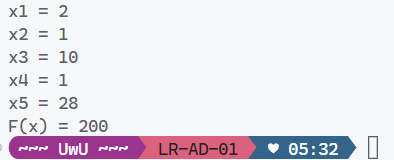 x1 = 2
x2 = 1
x3 = 10
x4 = 1
x5 = 28
F(x) = 200
~~~ UwU ~~~ LR-AD-01 ♥ 05:32